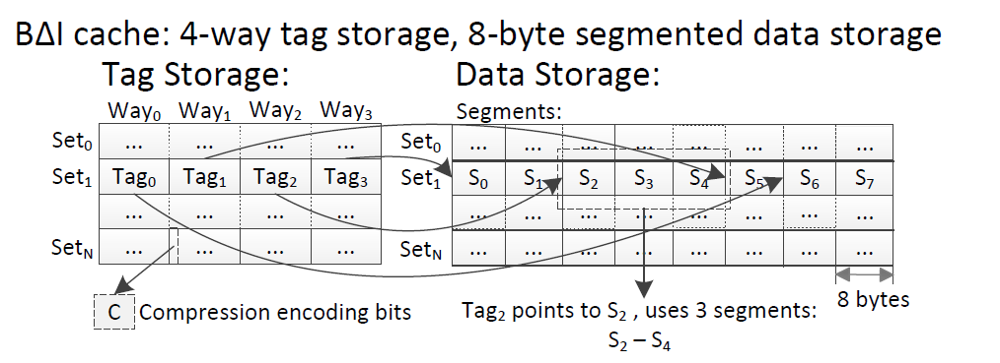 BΔI cache: 4-way tag storage, 8-byte segmented data storage
Tag Storage: Data Storage:
Way₀ Way₁ Way₂ Way₃ Segments:
Set₀ ... ... ... ... Set₀ ... ... ... ... ... ... ... ...
Set₁ Tag₀ Tag₁ Tag₂ Tag₃ Set₁ S₀ S₁ S₂ S₃ S₄ S₅ S₆ S₇
... ... ... ... ... ... ... ... ... ... ... ...
Set_N ... ... ... ... Set_N ... ... ... ... ... ... ... ...
8 bytes
C Compression encoding bits Tag₂ points to S₂ , uses 3 segments:
S₂ – S₄